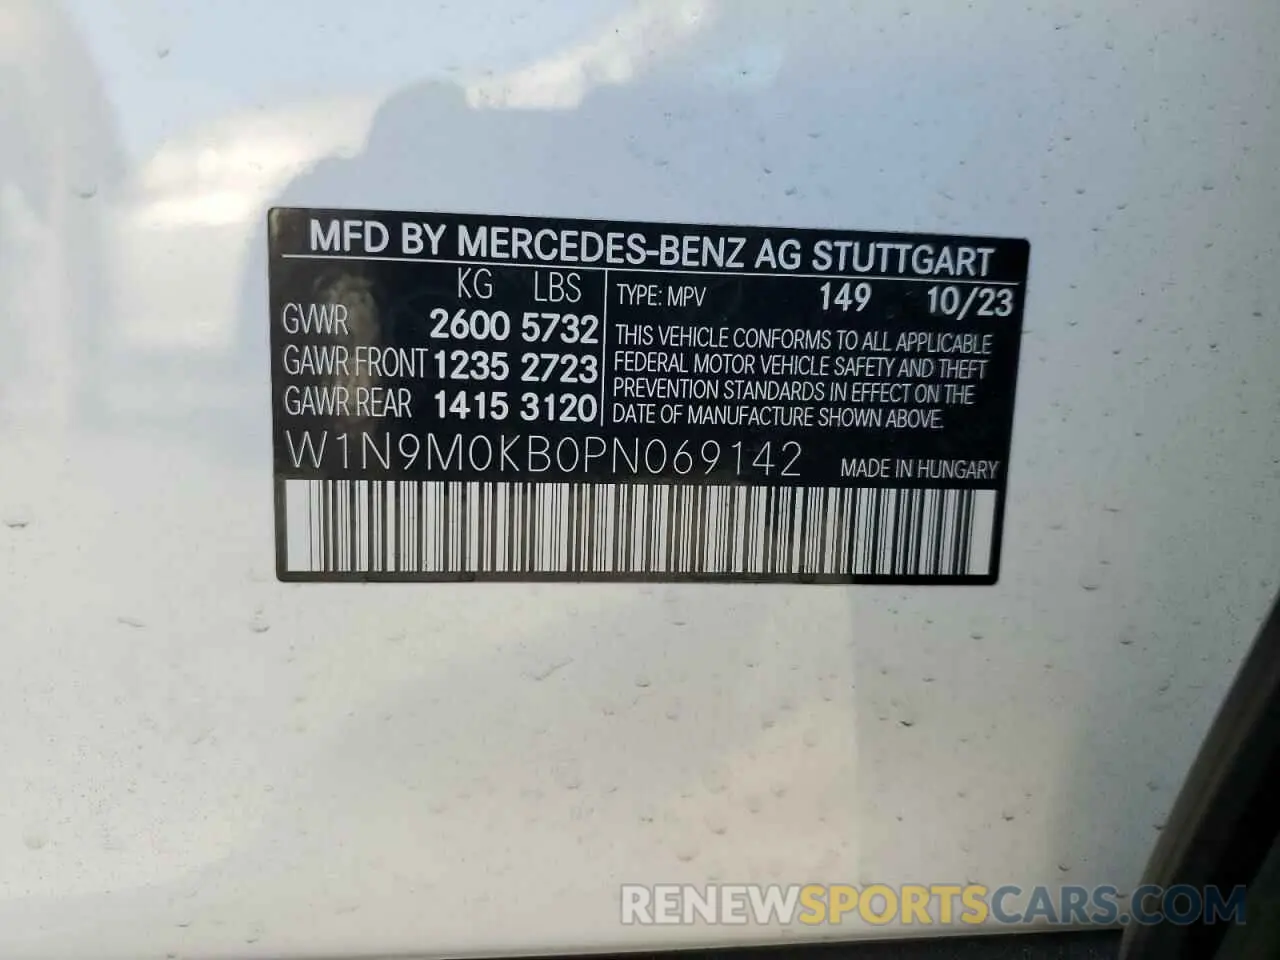 MFD BY MERCEDES-BENZ AG STUTTGART
KG LBS
GVWR 2600 5732
GAWR FRONT 1235 2723
GAWR REAR 1415 3120
TYPE: MPV 149 10/23
THIS VEHICLE CONFORMS TO ALL APPLICABLE
FEDERAL MOTOR VEHICLE SAFETY AND THEFT
PREVENTION STANDARDS IN EFFECT ON THE
DATE OF MANUFACTURE SHOWN ABOVE.
W1N9M0KB0PN069142 MADE IN HUNGARY
RENEWSPORTSCARS.COM